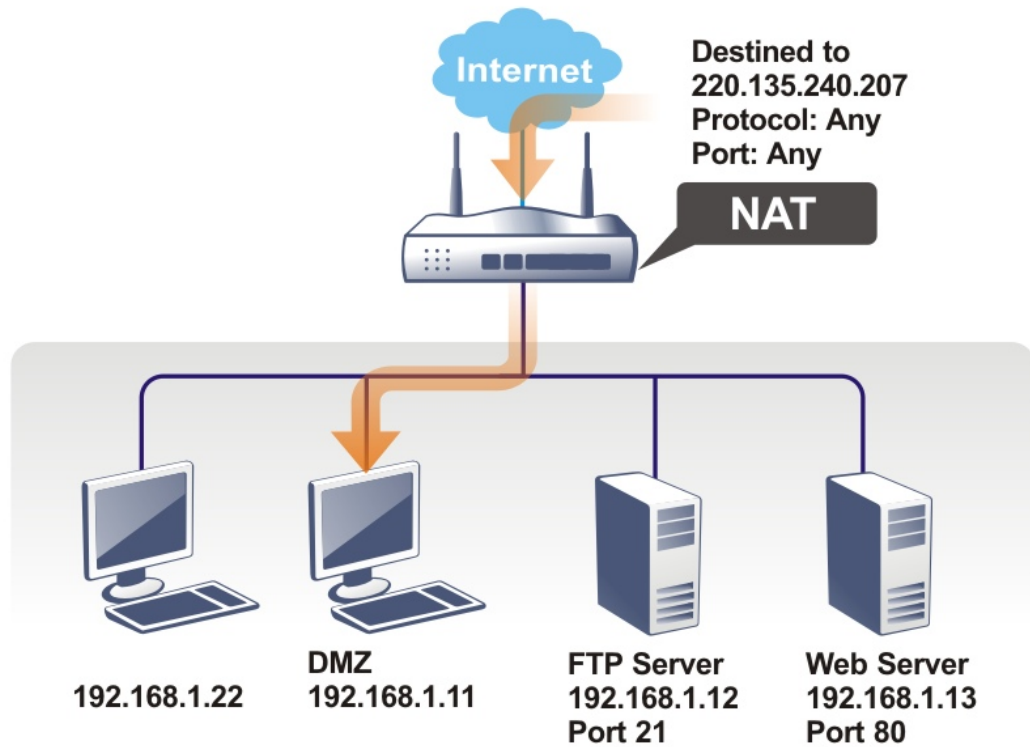 Internet
Destined to
220.135.240.207
Protocol: Any
Port: Any
NAT
192.168.1.22
DMZ
192.168.1.11
FTP Server
192.168.1.12
Port 21
Web Server
192.168.1.13
Port 80